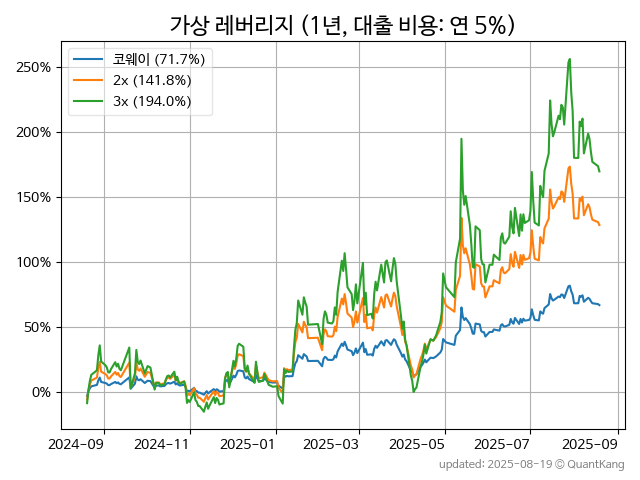 가상 레버리지 (1년, 대출 비용: 연 5%)
코웨이 (71.7%)
2x (141.8%)
3x (194.0%)
250%
200%
150%
100%
50%
0%
2024-09 2024-11 2025-01 2025-03 2025-05 2025-07 2025-09
updated: 2025-08-19 © QuantKang